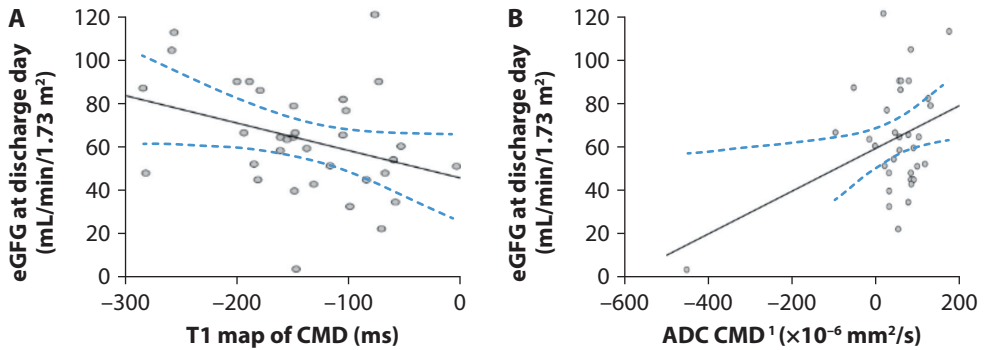 A
eGFG at discharge day
(mL/min/1.73 m²)
120
100
80
60
40
20
0
−300
−200
−100
0
T1 map of CMD (ms)
B
eGFG at discharge day
(mL/min/1.73 m²)
120
100
80
60
40
20
0
−600
−400
−200
0
200
ADC CMD ¹ (×10⁻⁶ mm²/s)